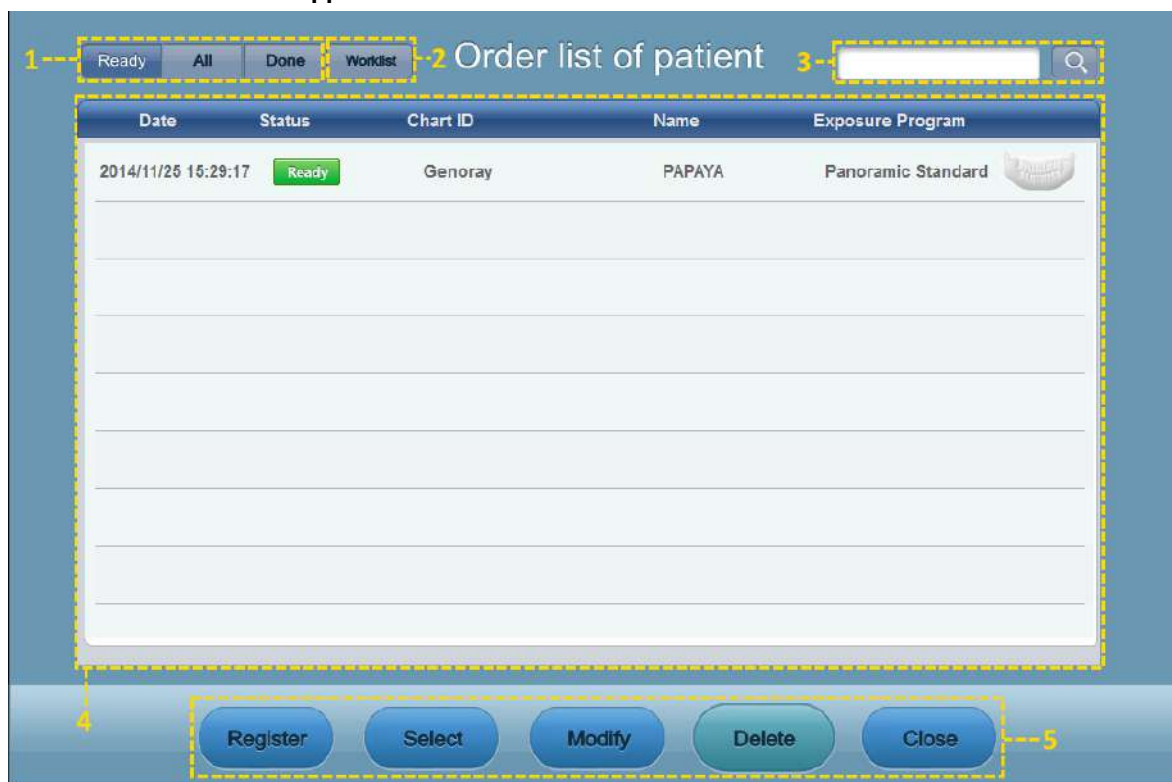 1 Ready All Done Worklist 2 Order list of patient 3
Date Status Chart ID Name Exposure Program
2014/11/25 15:29:17 Ready Genoray PAPAYA Panoramic Standard
4
Register Select Modify Delete Close 5